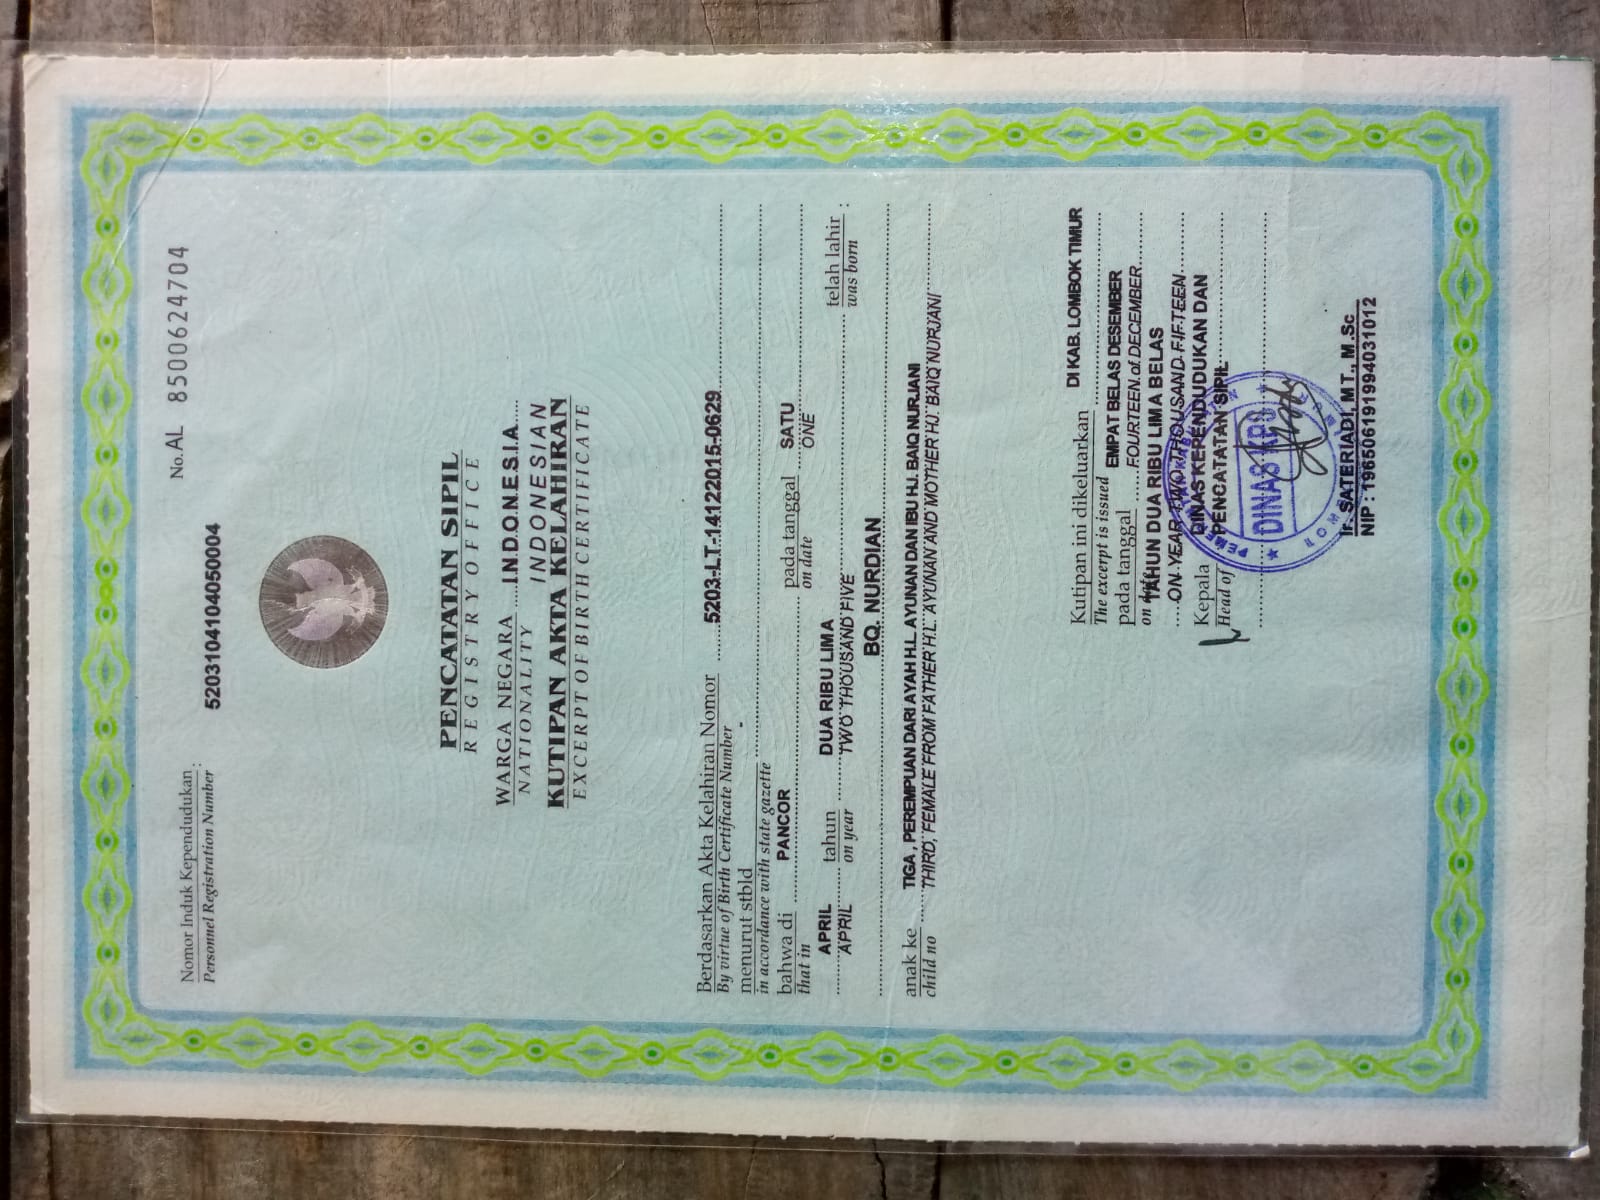 Nomor Induk Kependudukan :
Personnel Registration Number
5203104104050004
No. AL 8500624704
PENCATATAN SIPIL
REGISTRY OFFICE
WARGA NEGARA ......I.N.D.O.N.E.S.I.A.....
NATIONALITY INDONESIAN
KUTIPAN AKTA KELAHIRAN
EXCERPT OF BIRTH CERTIFICATE
Berdasarkan Akta Kelahiran Nomor 5203-LT-14122015-0629
By virtue of Birth Certificate Number
menurut stbld -
in accordance with state gazette
bahwa di PANCOR pada tanggal SATU
that in on date ONE
APRIL tahun DUA RIBU LIMA telah lahir :
APRIL on year TWO THOUSAND FIVE was born
BQ. NURDIAN
anak ke TIGA , PEREMPUAN DARI AYAH H.L. AYUNAN DAN IBU HJ. BAIQ NURJANI
child no THIRD, FEMALE FROM FATHER H.L. AYUNAN AND MOTHER HJ. BAIQ NURJANI
Kutipan ini dikeluarkan DI KAB. LOMBOK TIMUR
The excerpt is issued
pada tanggal EMPAT BELAS DESEMBER
on date FOURTEEN of DECEMBER
TAHUN DUA RIBU LIMA BELAS
ON YEAR TWO THOUSAND FIFTEEN
Kepala DINAS KEPENDUDUKAN DAN
Head of PENCATATAN SIPIL
DINAS KPS
Ir. SATERIADI, MT., M.Sc
NIP : 196506191994031012